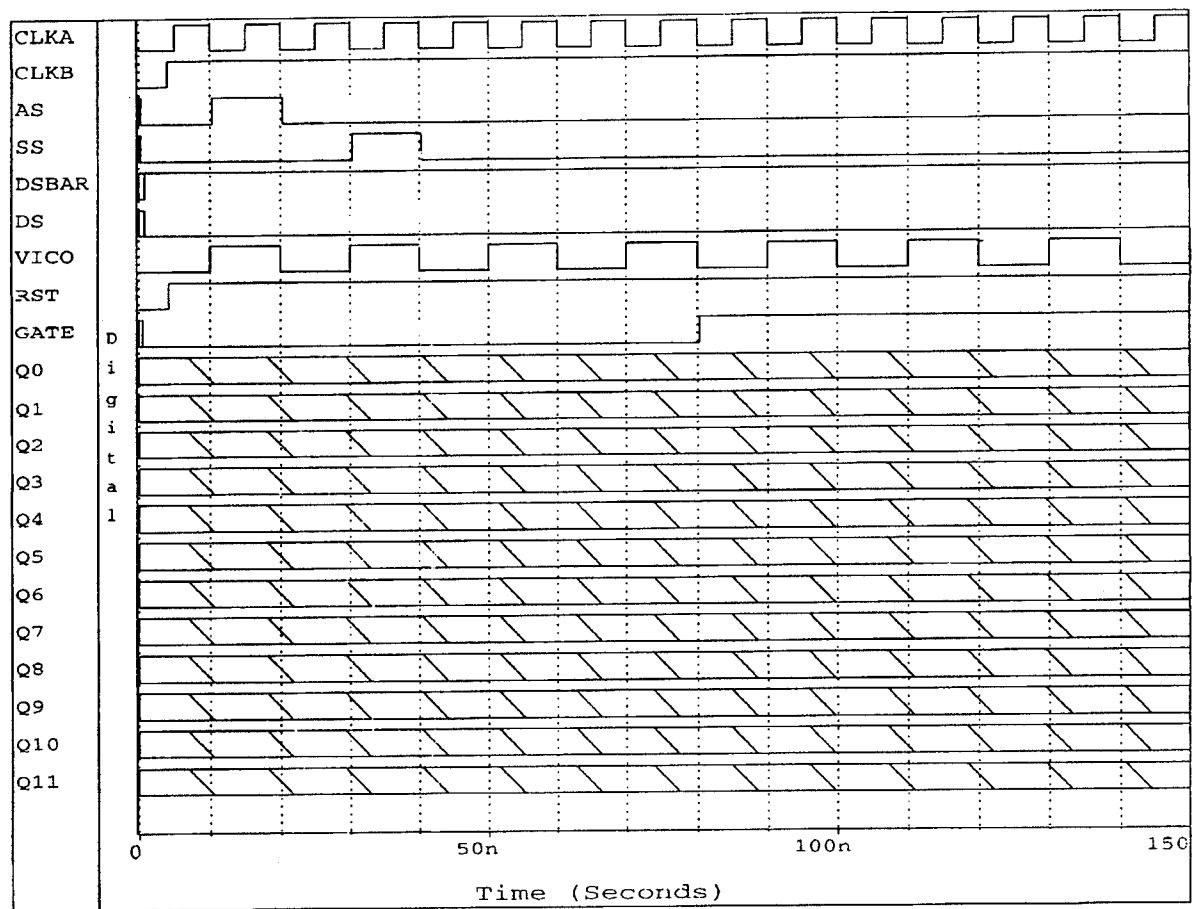 CLKA
CLKB
AS
SS
DSBAR
DS
VICO
RST
GATE
Q0
Q1
Q2
Q3
Q4
Q5
Q6
Q7
Q8
Q9
Q10
Q11
Digital
0 50n 100n 150
Time (Seconds)